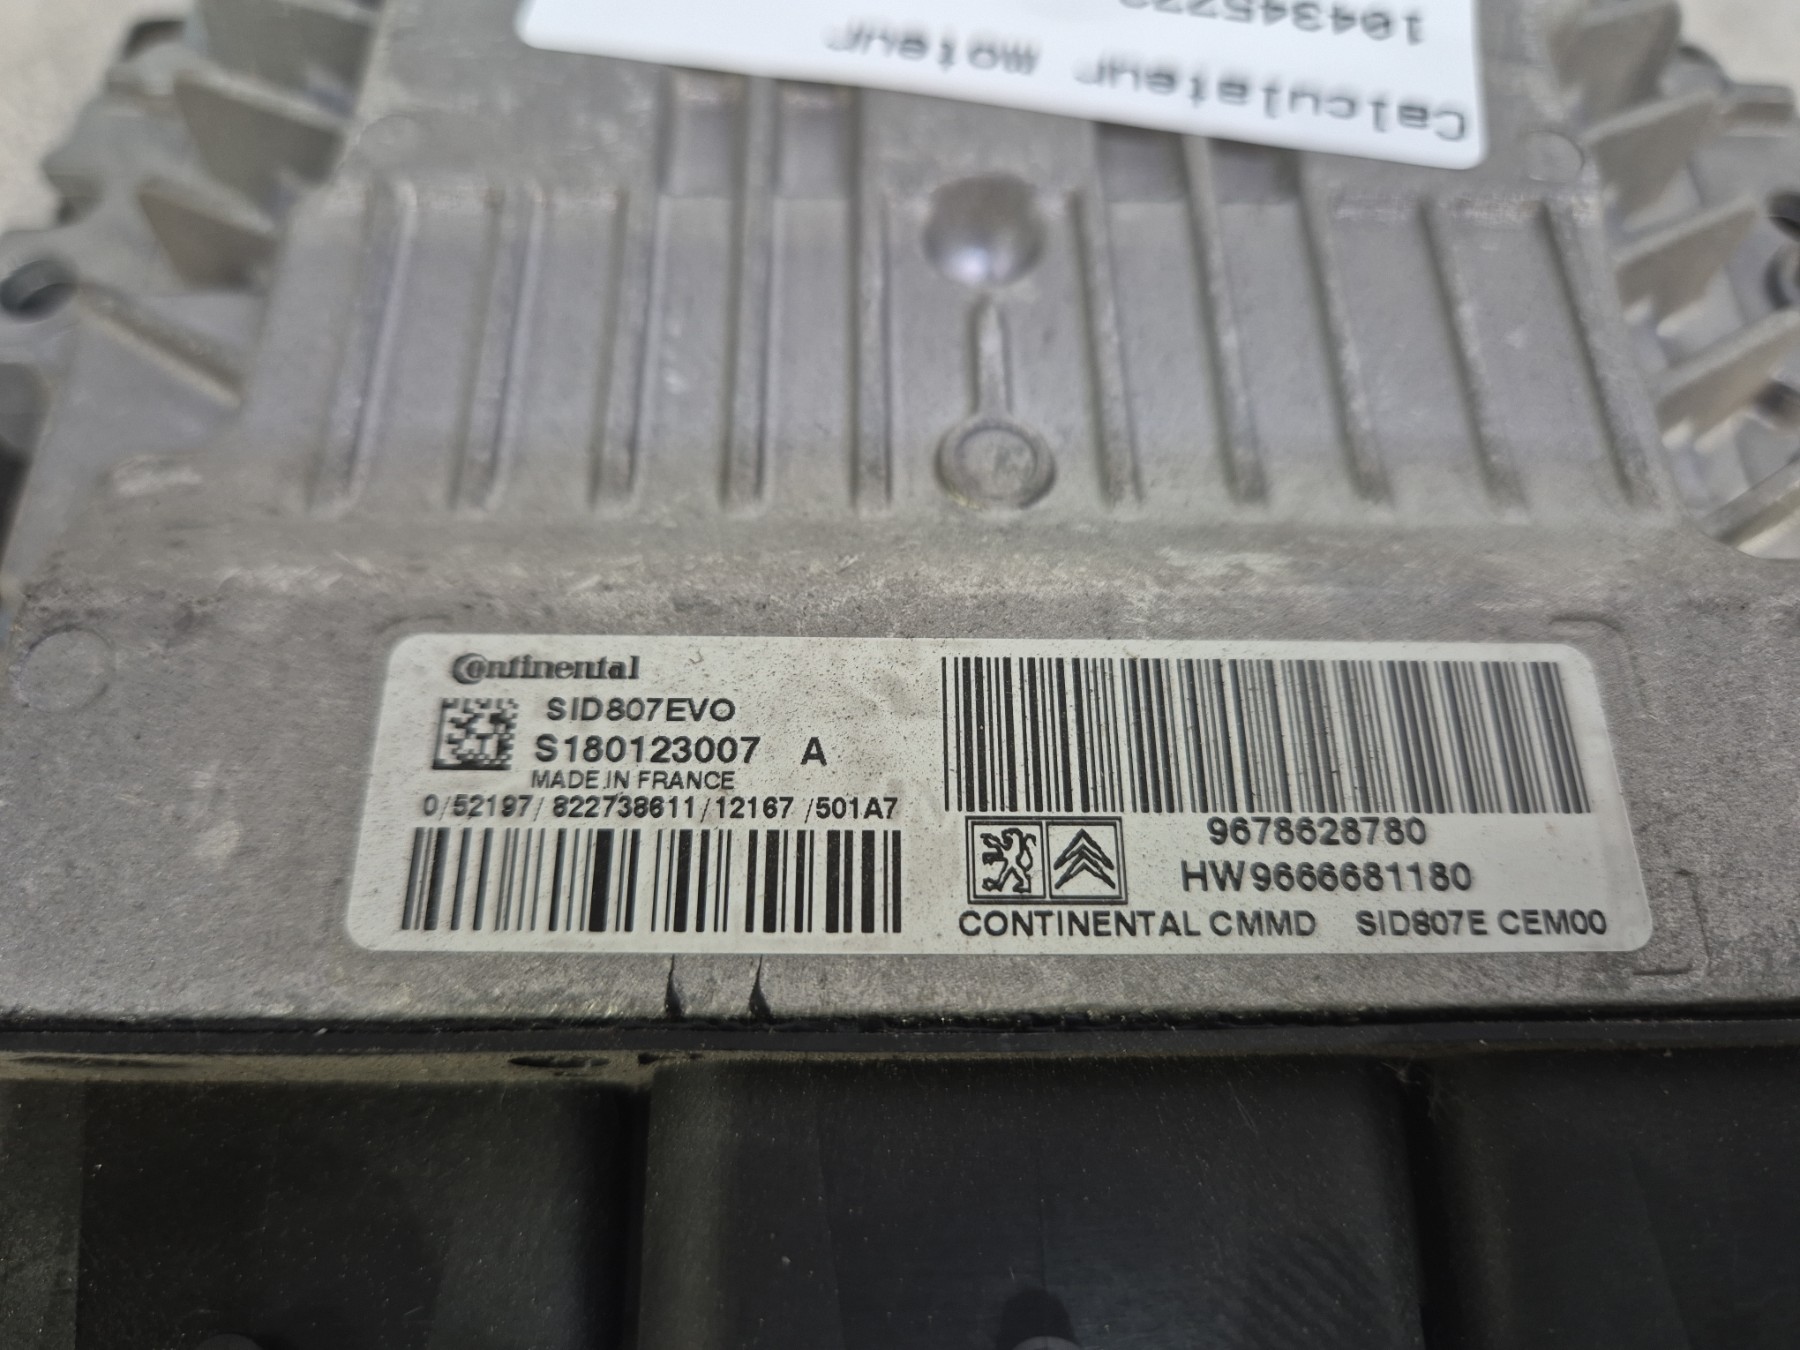 Calculateur moteur
Continental
SID807EVO
S180123007 A
MADE IN FRANCE
0/52197/822738611/12167/501A7
9678628780
HW9666681180
CONTINENTAL CMMD SID807E CEM00